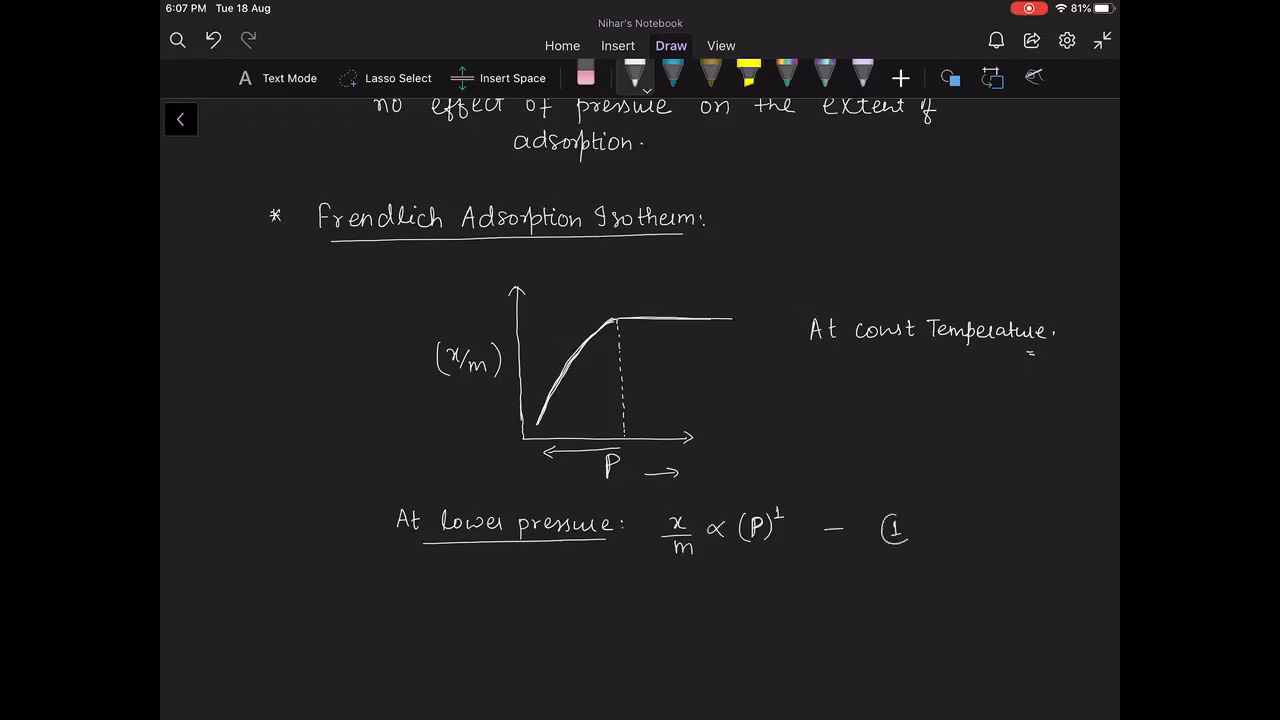 6:07 PM Tue 18 Aug
81%
Nihar's Notebook
Home Insert Draw View
A Text Mode Lasso Select Insert Space
no effect of pressure on the extent of
adsorption.
* Frendlich Adsorption Isotherm:
(x/m)
At const Temperature.
P
At Lower pressure: x/m ∝ (P)¹ - ①